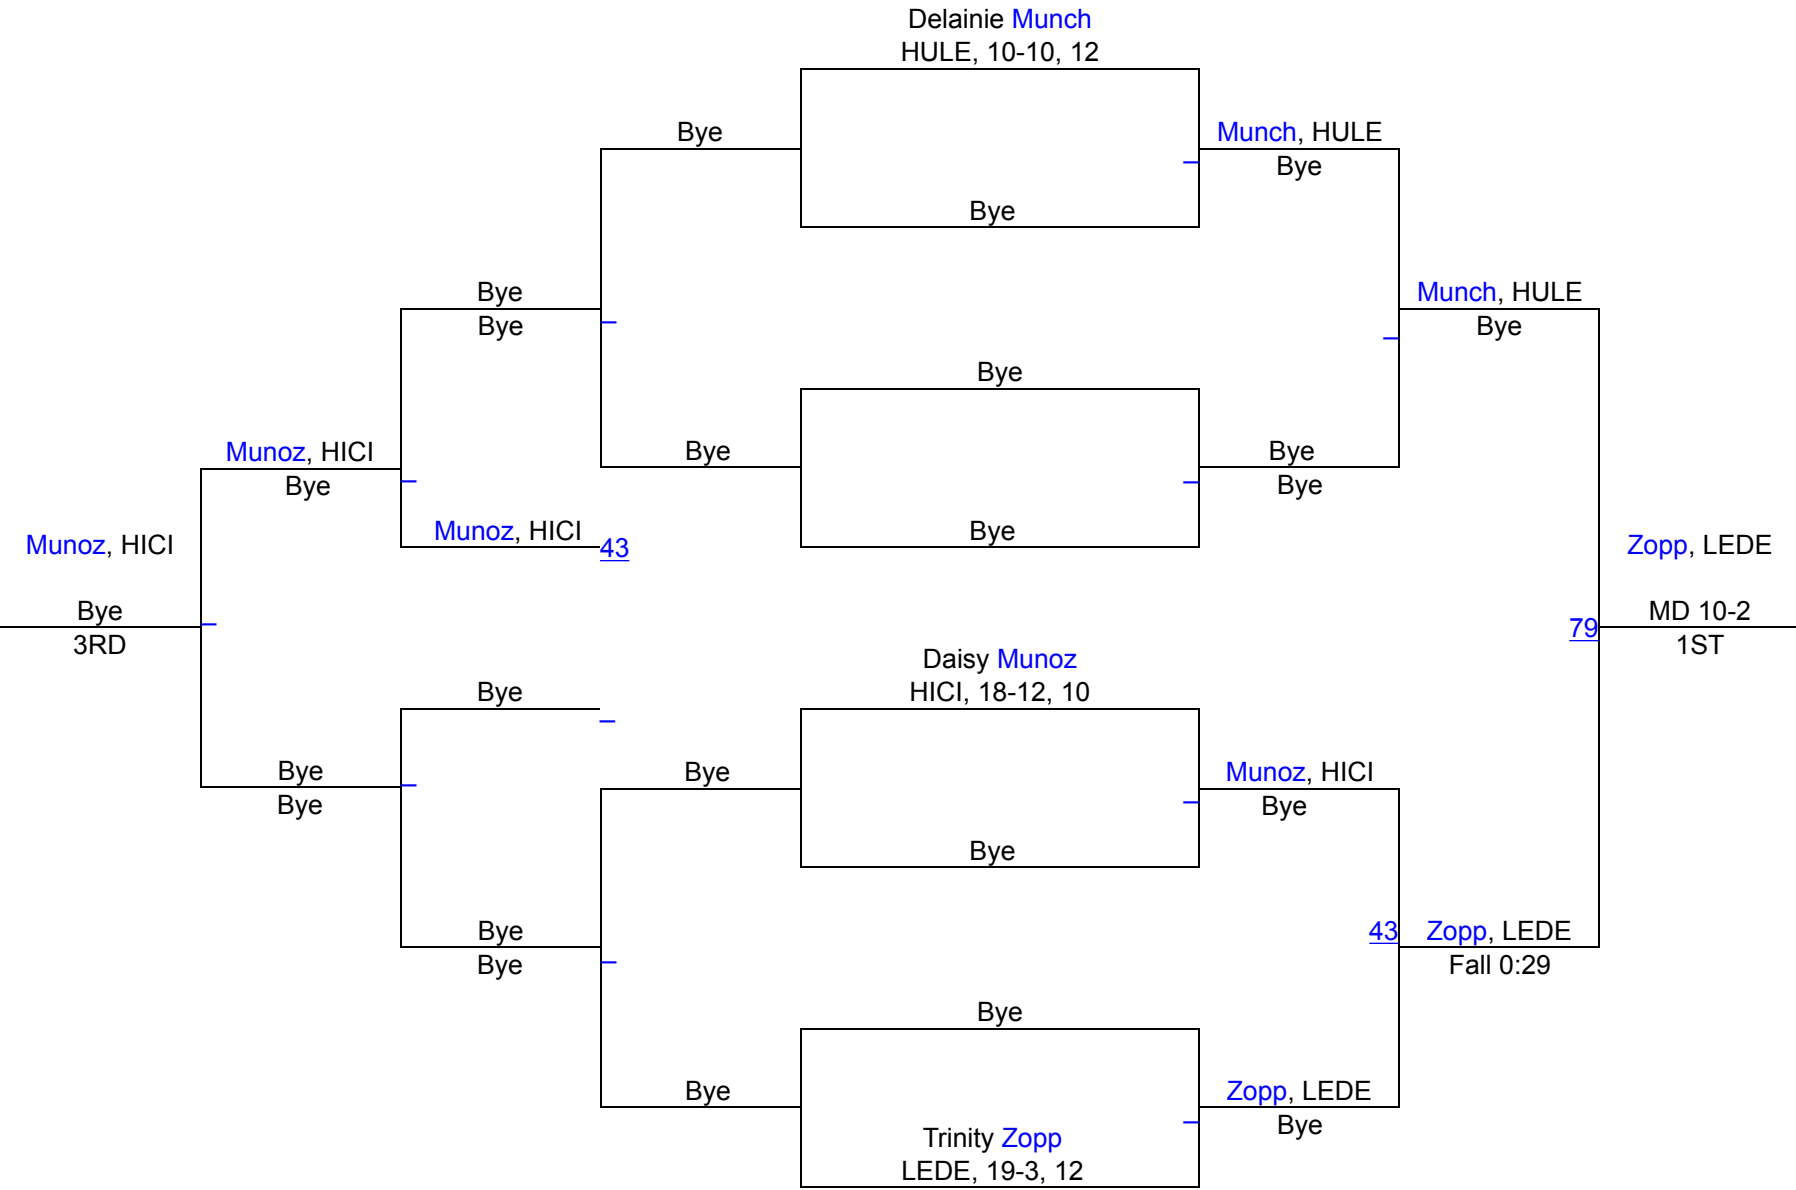 Delainie Munch
HULE, 10-10, 12
Bye
Munch, HULE
Bye
Bye
Bye
Bye
Munch, HULE
Bye
Bye
Munoz, HICI
Bye
Bye
Bye
Bye
Munoz, HICI
43
Bye
Munoz, HICI
Bye
3RD
Zopp, LEDE
79
MD 10-2
1ST
Daisy Munoz
HICI, 18-12, 10
Bye
Bye
Munoz, HICI
Bye
Bye
Bye
Bye
Bye
Bye
43
Zopp, LEDE
Fall 0:29
Bye
Bye
Zopp, LEDE
Bye
Trinity Zopp
LEDE, 19-3, 12